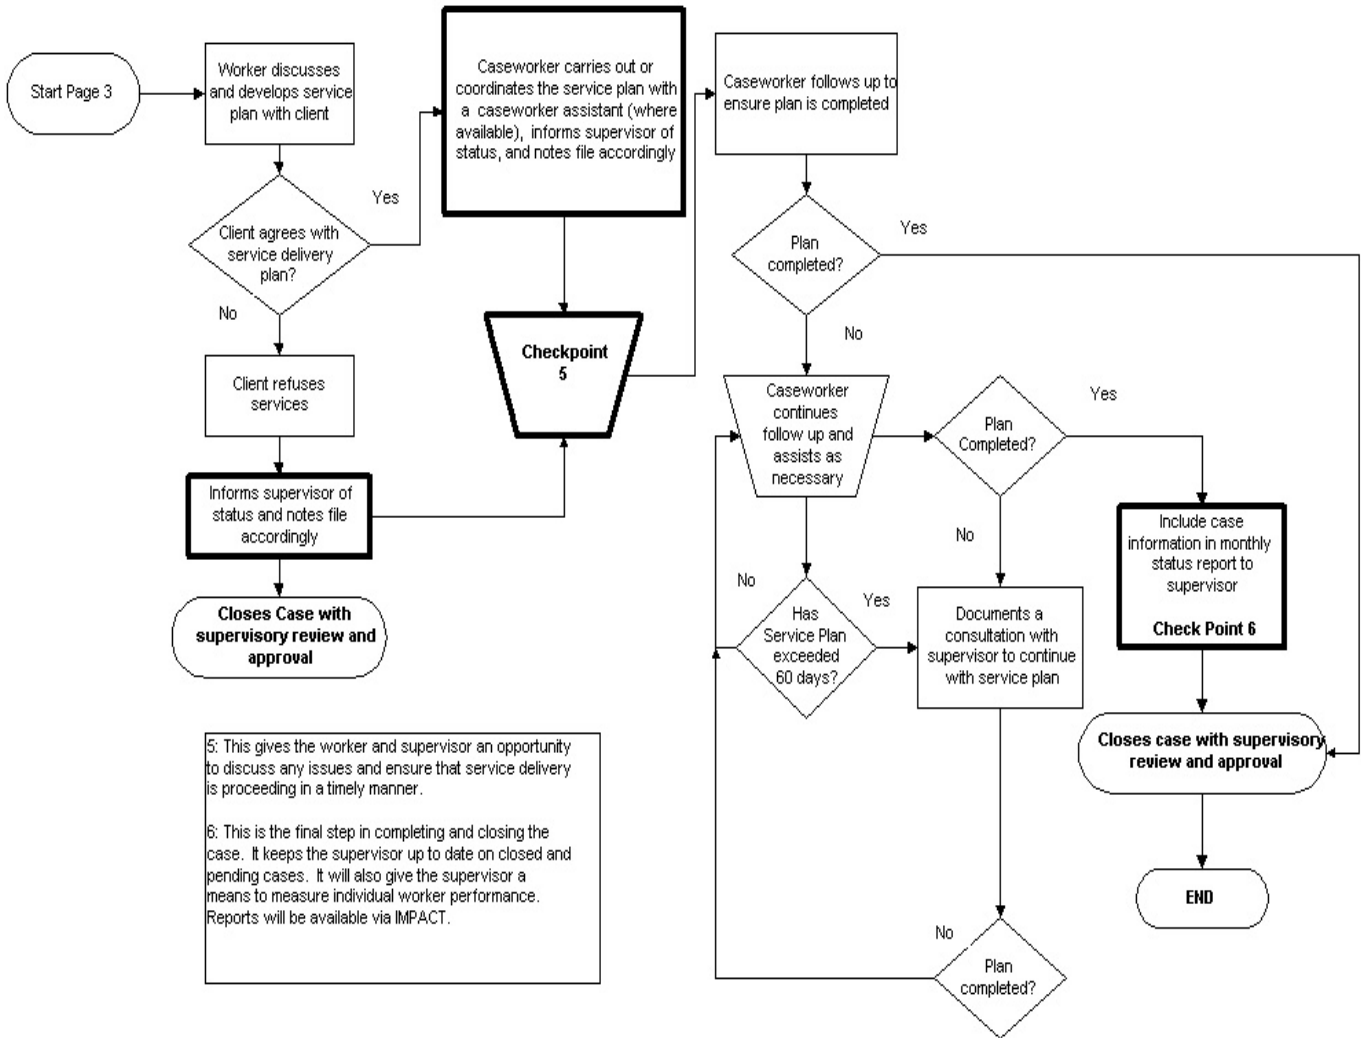 Start Page 3
Worker discusses
and develops service
plan with client
Client agrees with
service delivery
plan?
Yes
No
Client refuses
services
Informs supervisor of
status and notes file
accordingly
Closes Case with
supervisory review and
approval
Caseworker carries out or
coordinates the service plan with
a caseworker assistant (where
available), informs supervisor of
status, and notes file accordingly
Checkpoint
5
Caseworker follows up to
ensure plan is completed
Plan
completed?
Yes
No
Caseworker
continues
follow up and
assists as
necessary
Plan
Completed?
Yes
No
Include case
information in monthly
status report to
supervisor
Check Point 6
Has
Service Plan
exceeded
60 days?
No
Yes
Documents a
consultation with
supervisor to continue
with service plan
Closes case with supervisory
review and approval
END
Plan
completed?
No
5: This gives the worker and supervisor an opportunity
to discuss any issues and ensure that service delivery
is proceeding in a timely manner.
6: This is the final step in completing and closing the
case. It keeps the supervisor up to date on closed and
pending cases. It will also give the supervisor a
means to measure individual worker performance.
Reports will be available via IMPACT.